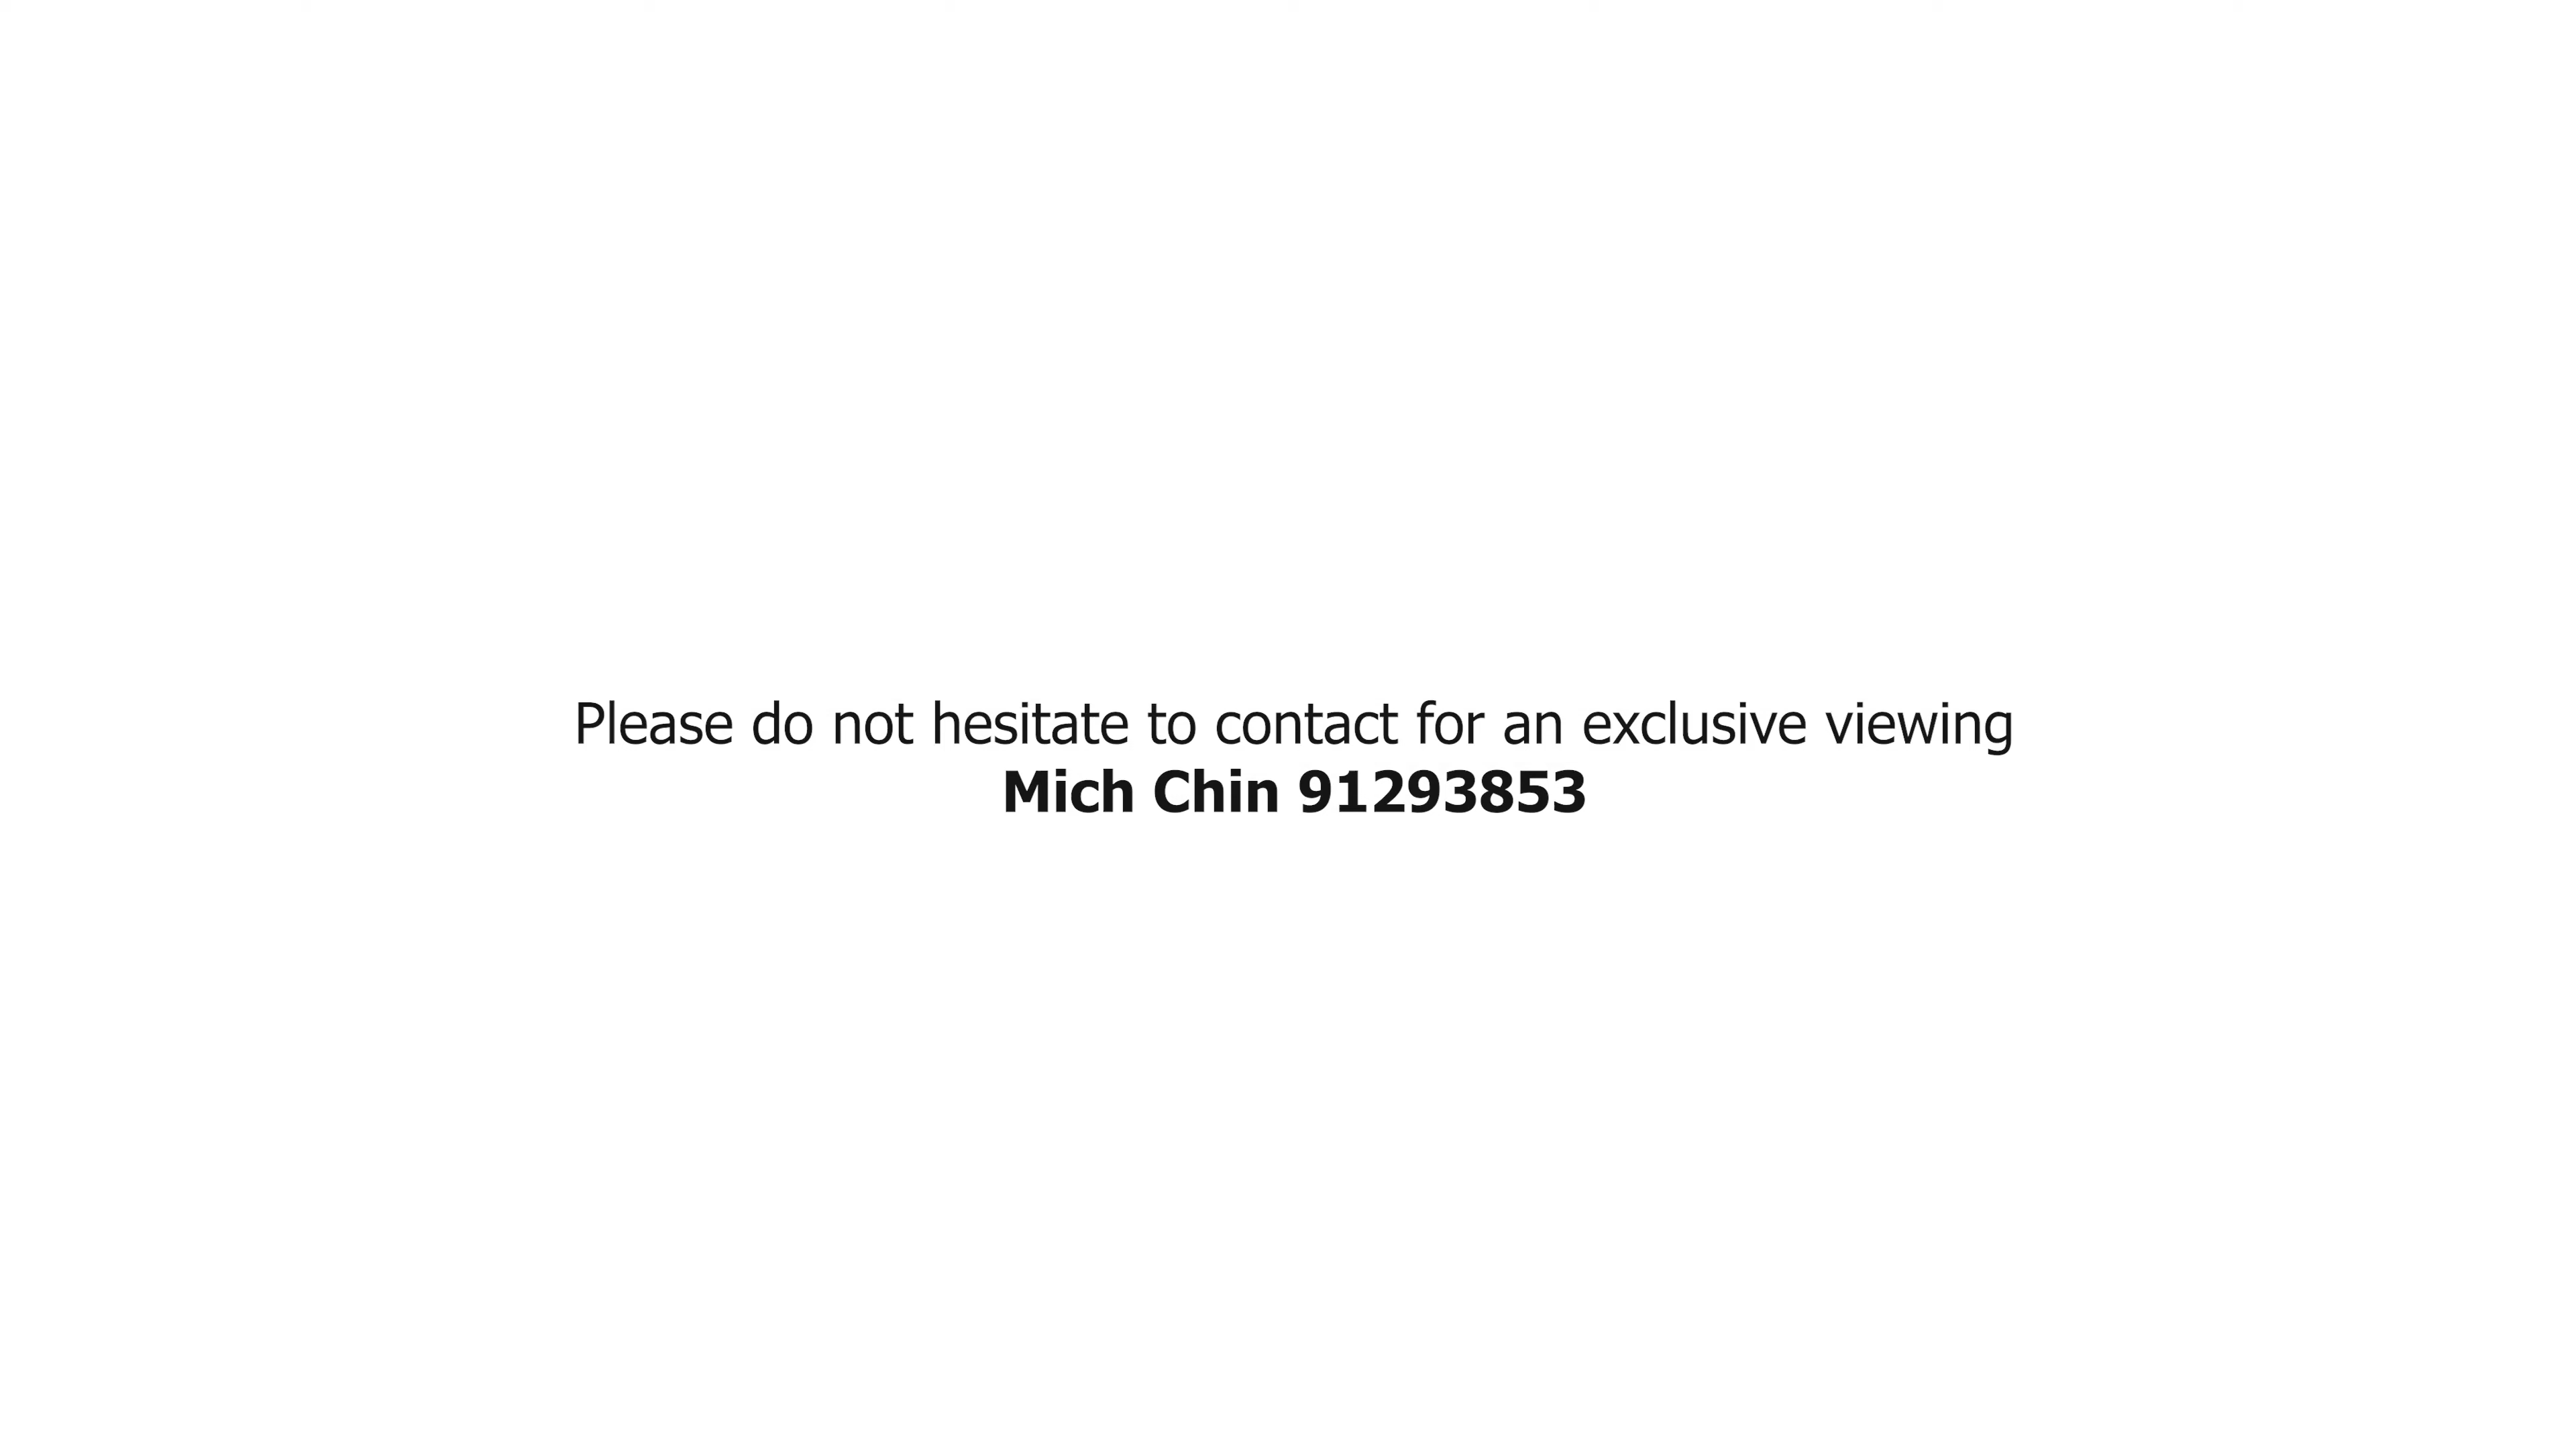 Please do not hesitate to contact for an exclusive viewing
Mich Chin 91293853